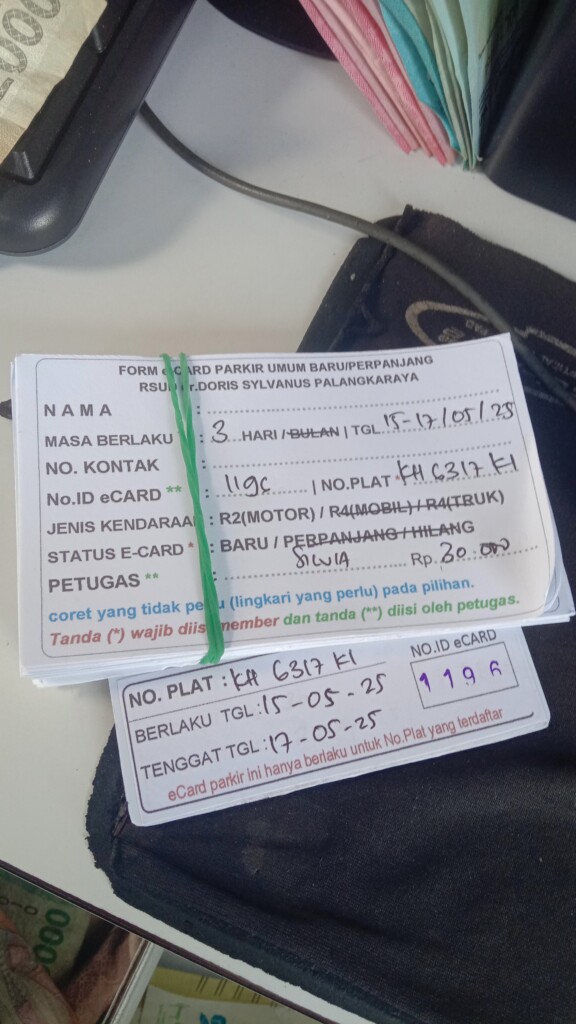 FORM eCARD PARKIR UMUM BARU/PERPANJANG
RSUD dr.DORIS SYLVANUS PALANGKARAYA
NAMA :
MASA BERLAKU : 3 HARI / BULAN | TGL 15-17/05/25
NO. KONTAK :
No.ID eCARD ** : 1196 | NO.PLAT * KH 6317 KI
JENIS KENDARAAN : R2(MOTOR) / R4(MOBIL) / R4(TRUK)
STATUS E-CARD * : BARU / PERPANJANG / HILANG
PETUGAS ** : SIWIA Rp. 30.000
coret yang tidak perlu (lingkari yang perlu) pada pilihan.
Tanda (*) wajib diisi member dan tanda (**) diisi oleh petugas.
NO. PLAT : KH 6317 KI
NO.ID eCARD
1196
BERLAKU TGL : 15-05-25
TENGGAT TGL : 17-05-25
eCard parkir ini hanya berlaku untuk No.Plat yang terdaftar